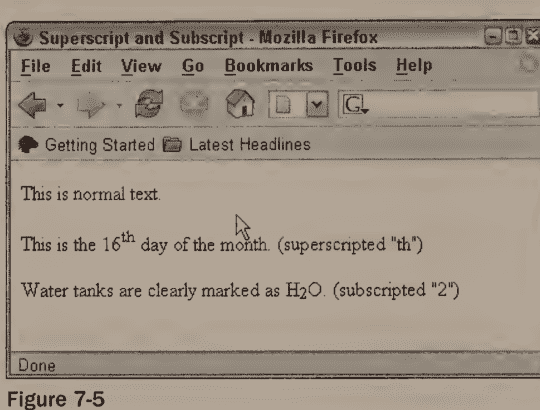 Superscript and Subscript - Mozilla Firefox
File Edit View Go Bookmarks Tools Help
G
Getting Started Latest Headlines
This is normal text.
This is the 16th day of the month. (superscripted "th")
Water tanks are clearly marked as H2O. (subscripted "2")
Done
Figure 7-5